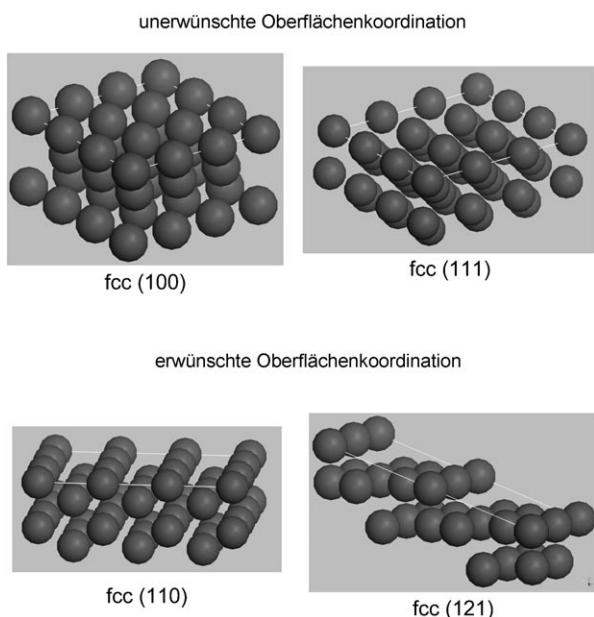 unerwünschte Oberflächenkoordination
fcc (100)
fcc (111)
erwünschte Oberflächenkoordination
fcc (110)
fcc (121)